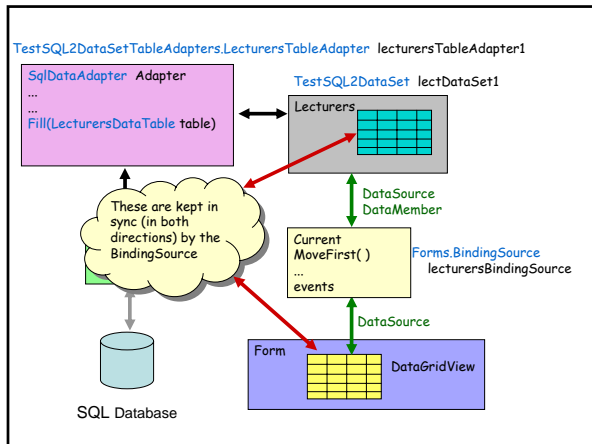 TestSQL2DataSetTableAdapters.LecturersTableAdapter lecturersTableAdapter1
SqlDataAdapter Adapter
...
...
Fill(LecturersDataTable table)
TestSQL2DataSet lectDataSet1
Lecturers
These are kept in
sync (in both
directions) by the
BindingSource
DataSource
DataMember
Current
MoveFirst( )
...
events
Forms.BindingSource
lecturersBindingSource
DataSource
Form
DataGridView
SQL Database